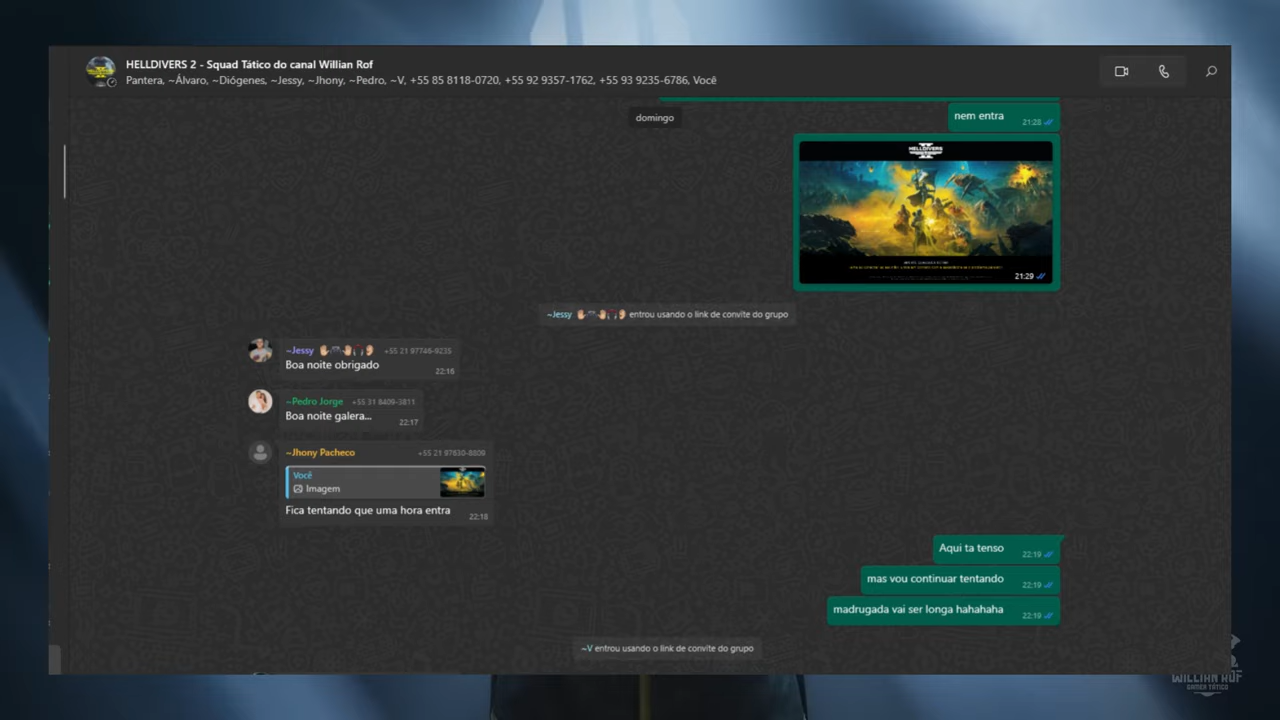 HELLDIVERS 2 - Squad Tático do canal Willian Rof
Pantera, ~Álvaro, ~Diógenes, ~Jessy, ~Jhony, ~Pedro, ~V, +55 85 8118-0720, +55 92 9357-1762, +55 93 9235-6786, Você
domingo
nem entra
21:28
HELLDIVERS
21:29
~Jessy entrou usando o link de convite do grupo
~Jessy +55 21 97746-9235
Boa noite obrigado
22:16
~Pedro Jorge +55 31 8409-3811
Boa noite galera...
22:17
~Jhony Pacheco +55 21 97630-8809
Você
Imagem
Fica tentando que uma hora entra
22:18
Aqui ta tenso
22:19
mas vou continuar tentando
22:19
madrugada vai ser longa hahahaha
22:19
~V entrou usando o link de convite do grupo
WILLIAN ROF
GAMER TÁTICO